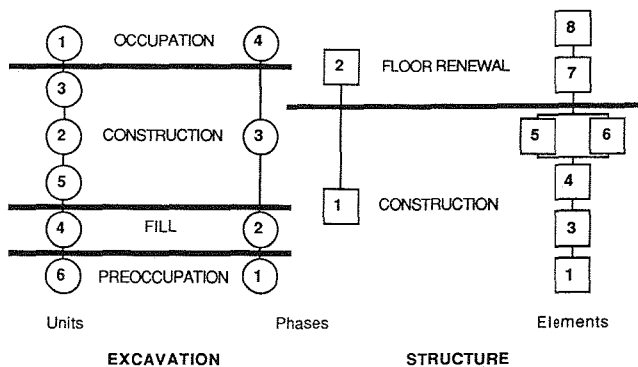 8
1 OCCUPATION 4
2 FLOOR RENEWAL 7
3
2 CONSTRUCTION 3
5 6
5
4
1 CONSTRUCTION
4 FILL 2
3
6 PREOCCUPATION 1
1
Units Phases Elements
EXCAVATION STRUCTURE